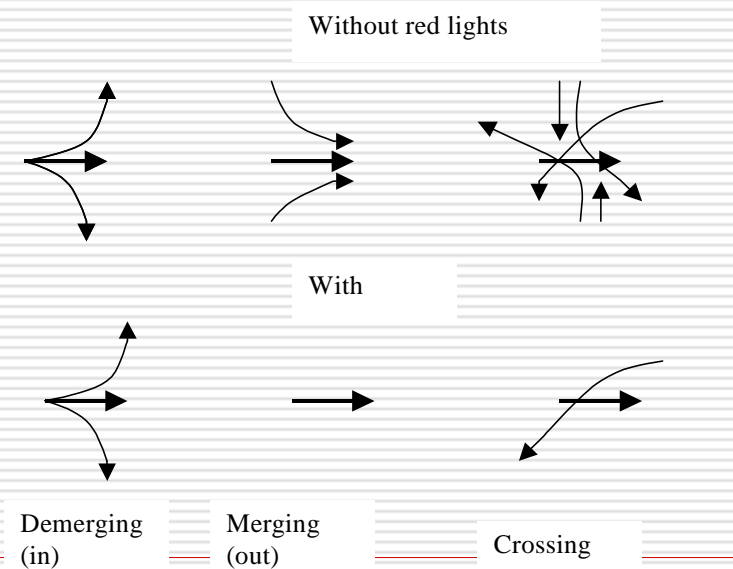 Without red lights
With
Demerging
(in)
Merging
(out)
Crossing